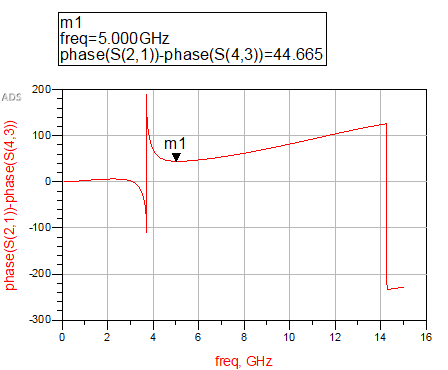 m1
freq=5.000GHz
phase(S(2,1))-phase(S(4,3))=44.665
ADS
phase(S(2,1))-phase(S(4,3))
200
100
0
-100
-200
-300
m1
0 2 4 6 8 10 12 14 16
freq, GHz